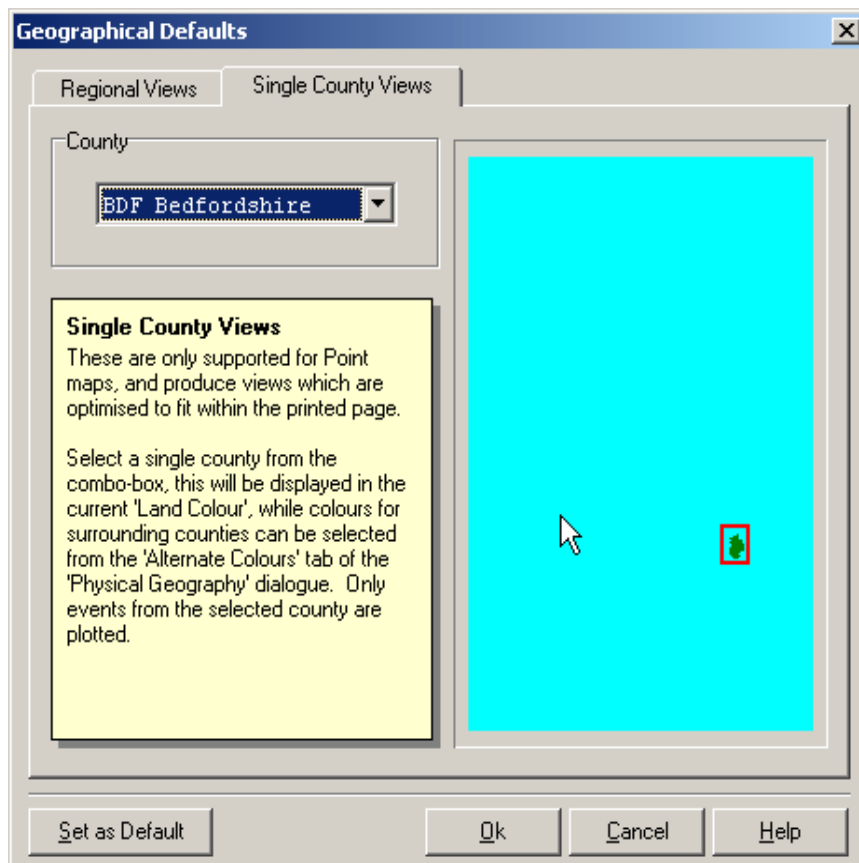 Geographical Defaults
Regional Views
Single County Views
County
BDF Bedfordshire
Single County Views
These are only supported for Point
maps, and produce views which are
optimised to fit within the printed page.
Select a single county from the
combo-box, this will be displayed in the
current 'Land Colour', while colours for
surrounding counties can be selected
from the 'Alternate Colours' tab of the
'Physical Geography' dialogue.  Only
events from the selected county are
plotted.
Set as Default
Ok
Cancel
Help